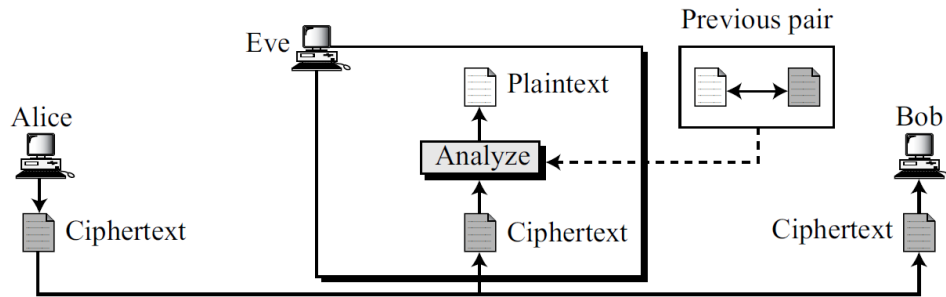 Previous pair
Eve
Plaintext
Alice
Bob
Analyze
Ciphertext
Ciphertext
Ciphertext